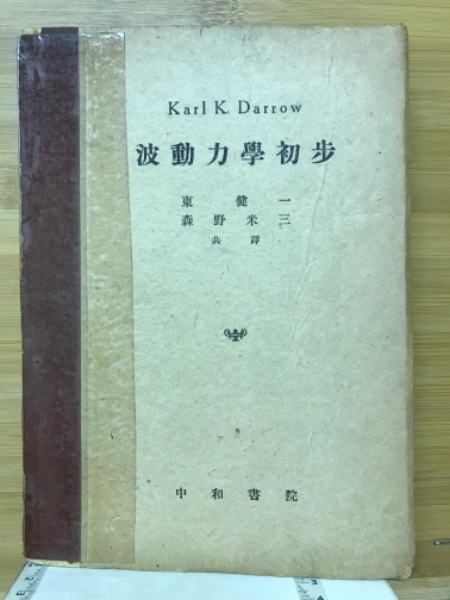 Karl K. Darrow
波動力學初步
東健一
森野米三
共譯
中和書院